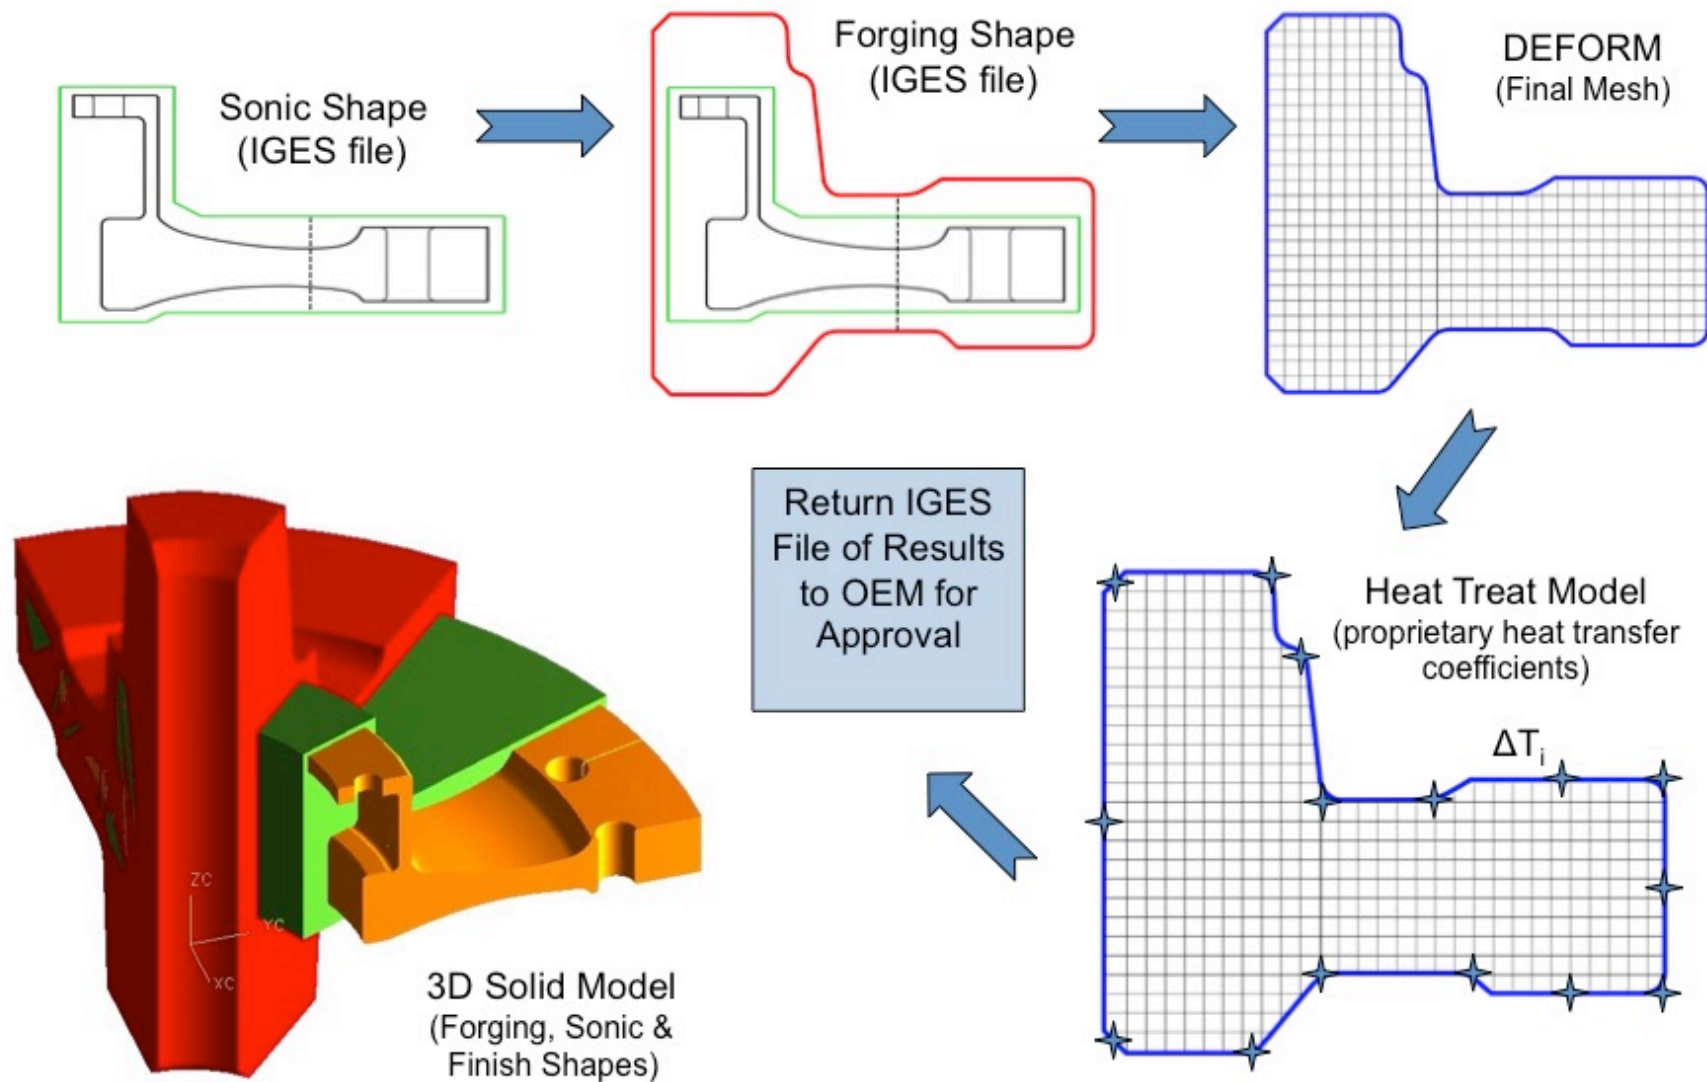 Sonic Shape
(IGES file)
Forging Shape
(IGES file)
DEFORM
(Final Mesh)
Heat Treat Model
(proprietary heat transfer
coefficients)
ΔTi
Return IGES
File of Results
to OEM for
Approval
3D Solid Model
(Forging, Sonic &
Finish Shapes)
ZC
YC
XC